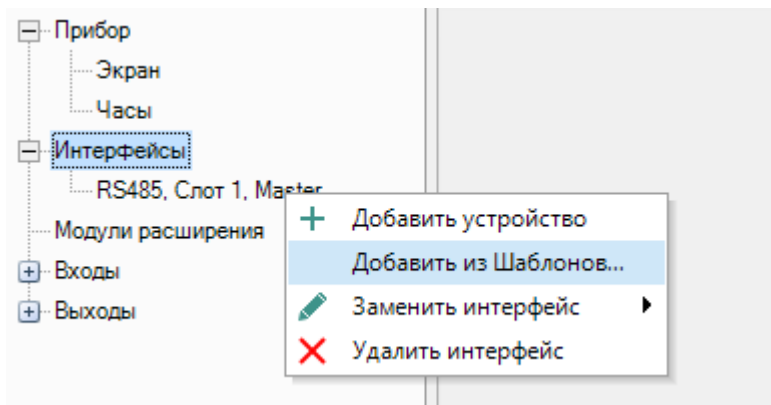 Прибор
Экран
Часы
Интерфейсы
RS485, Слот 1, Master
Модули расширения
Входы
Выходы
Добавить устройство
Добавить из Шаблонов...
Заменить интерфейс
Удалить интерфейс